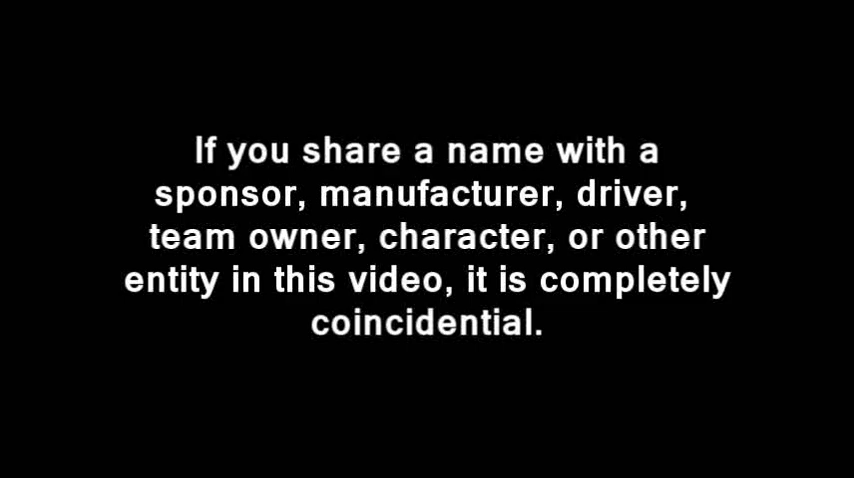 If you share a name with a
sponsor, manufacturer, driver,
team owner, character, or other
entity in this video, it is completely
coincidential.